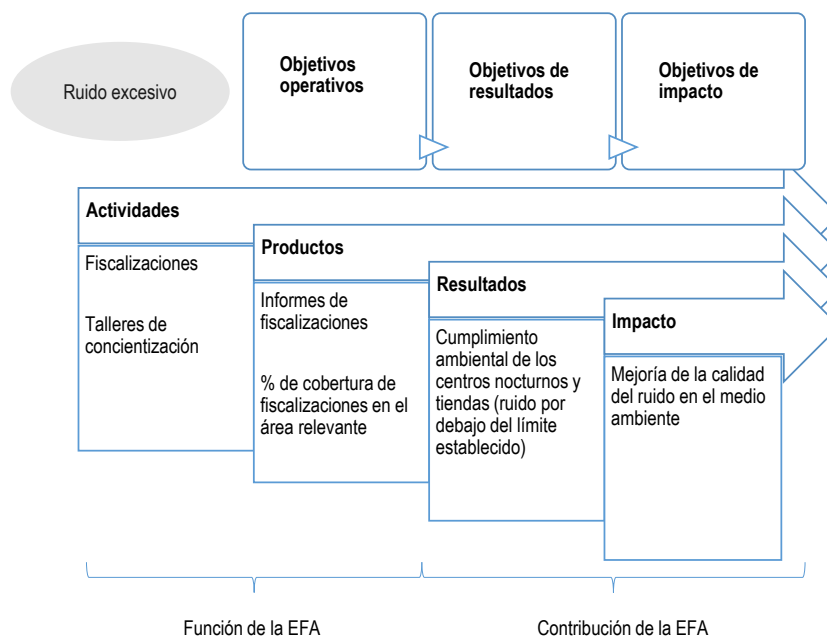 Ruido excesivo
Objetivos
operativos
Objetivos de
resultados
Objetivos de
impacto
Actividades
Fiscalizaciones
Talleres de
concientización
Productos
Informes de
fiscalizaciones
% de cobertura de
fiscalizaciones en el
área relevante
Resultados
Cumplimiento
ambiental de los
centros nocturnos y
tiendas (ruido por
debajo del límite
establecido)
Impacto
Mejoría de la calidad
del ruido en el medio
ambiente
Función de la EFA
Contribución de la EFA